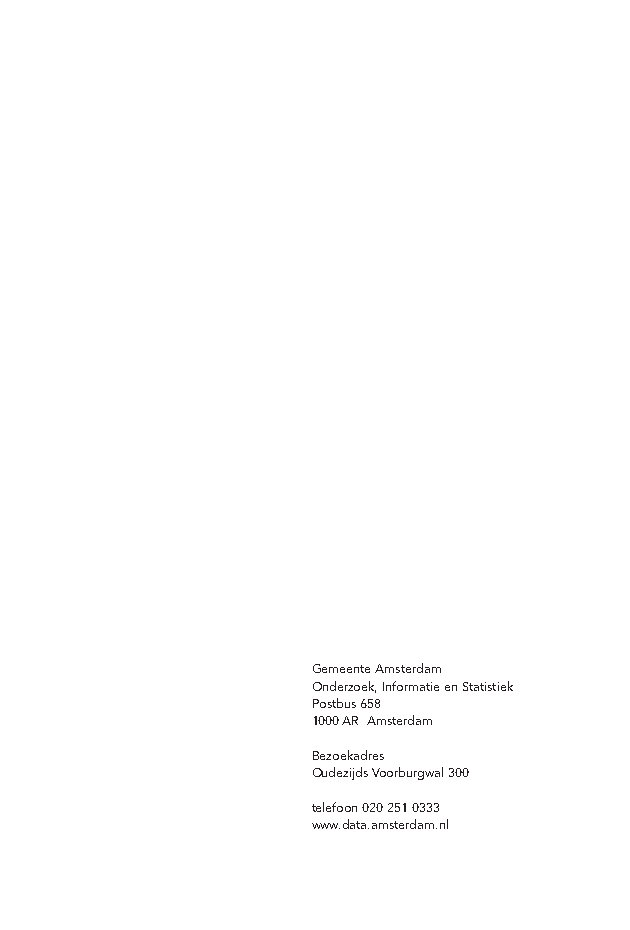 Gemeente Amsterdam
Onderzoek, Informatie en Statistiek
Postbus 658
1000 AR  Amsterdam
Bezoekadres
Oudezijds Voorburgwal 300
telefoon 020 251 0333
www.data.amsterdam.nl